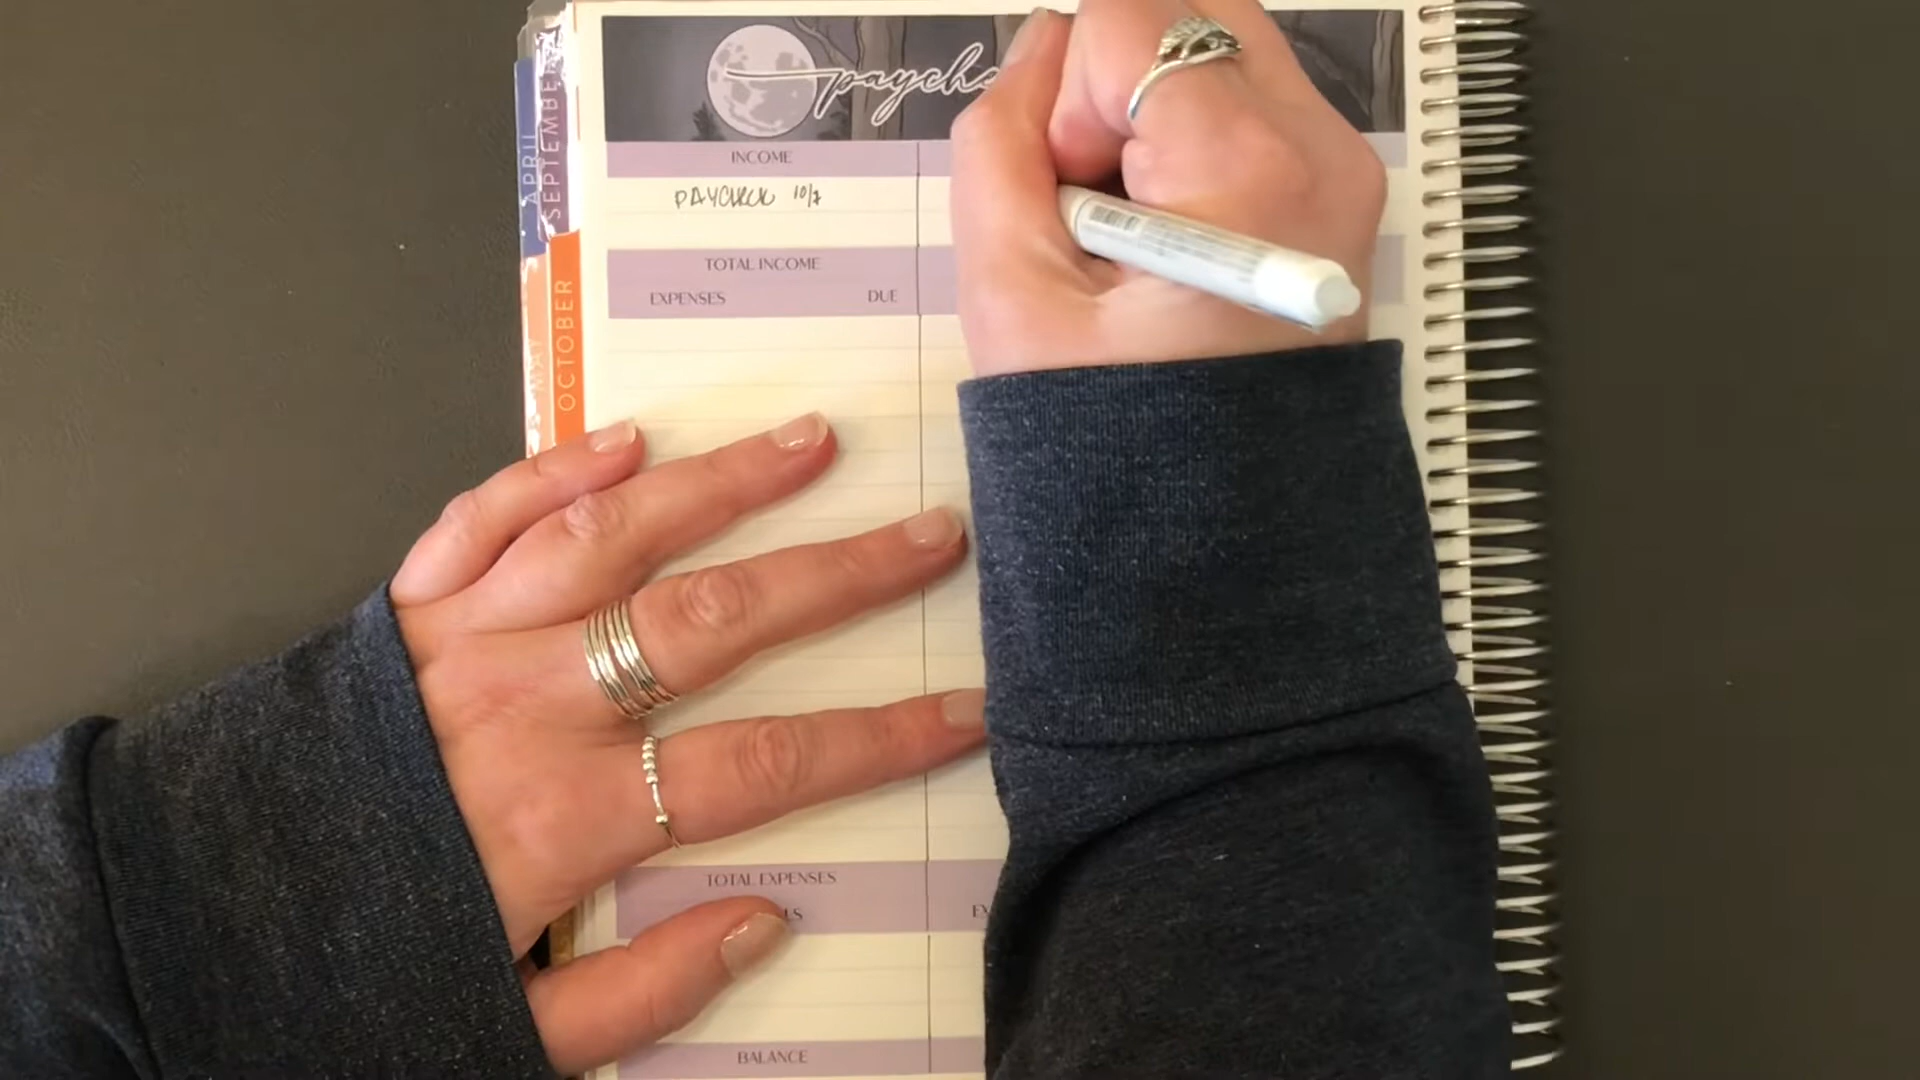 paych
INCOME
PAYCHECK 10/7
TOTAL INCOME
EXPENSES DUE
APRIL
SEPTEMBER
MAY
OCTOBER
TOTAL EXPENSES
BALANCE